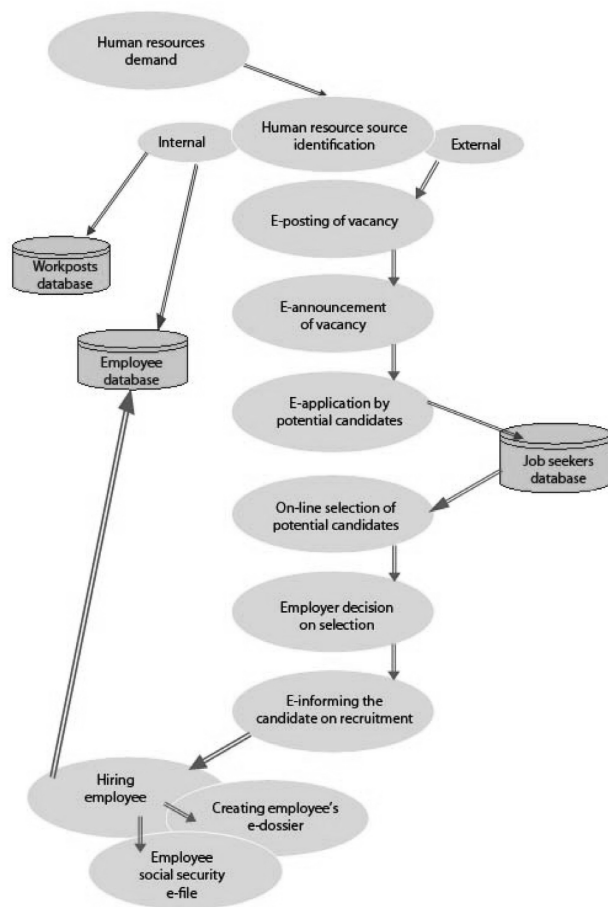 Human resources
demand
Human resource source
identification
Internal
External
E-posting of vacancy
Workposts
database
E-announcement
of vacancy
Employee
database
E-application by
potential candidates
Job seekers
database
On-line selection of
potential candidates
Employer decision
on selection
E-informing the
candidate on recruitment
Hiring
employee
Creating employee's
e-dossier
Employee
social security
e-file